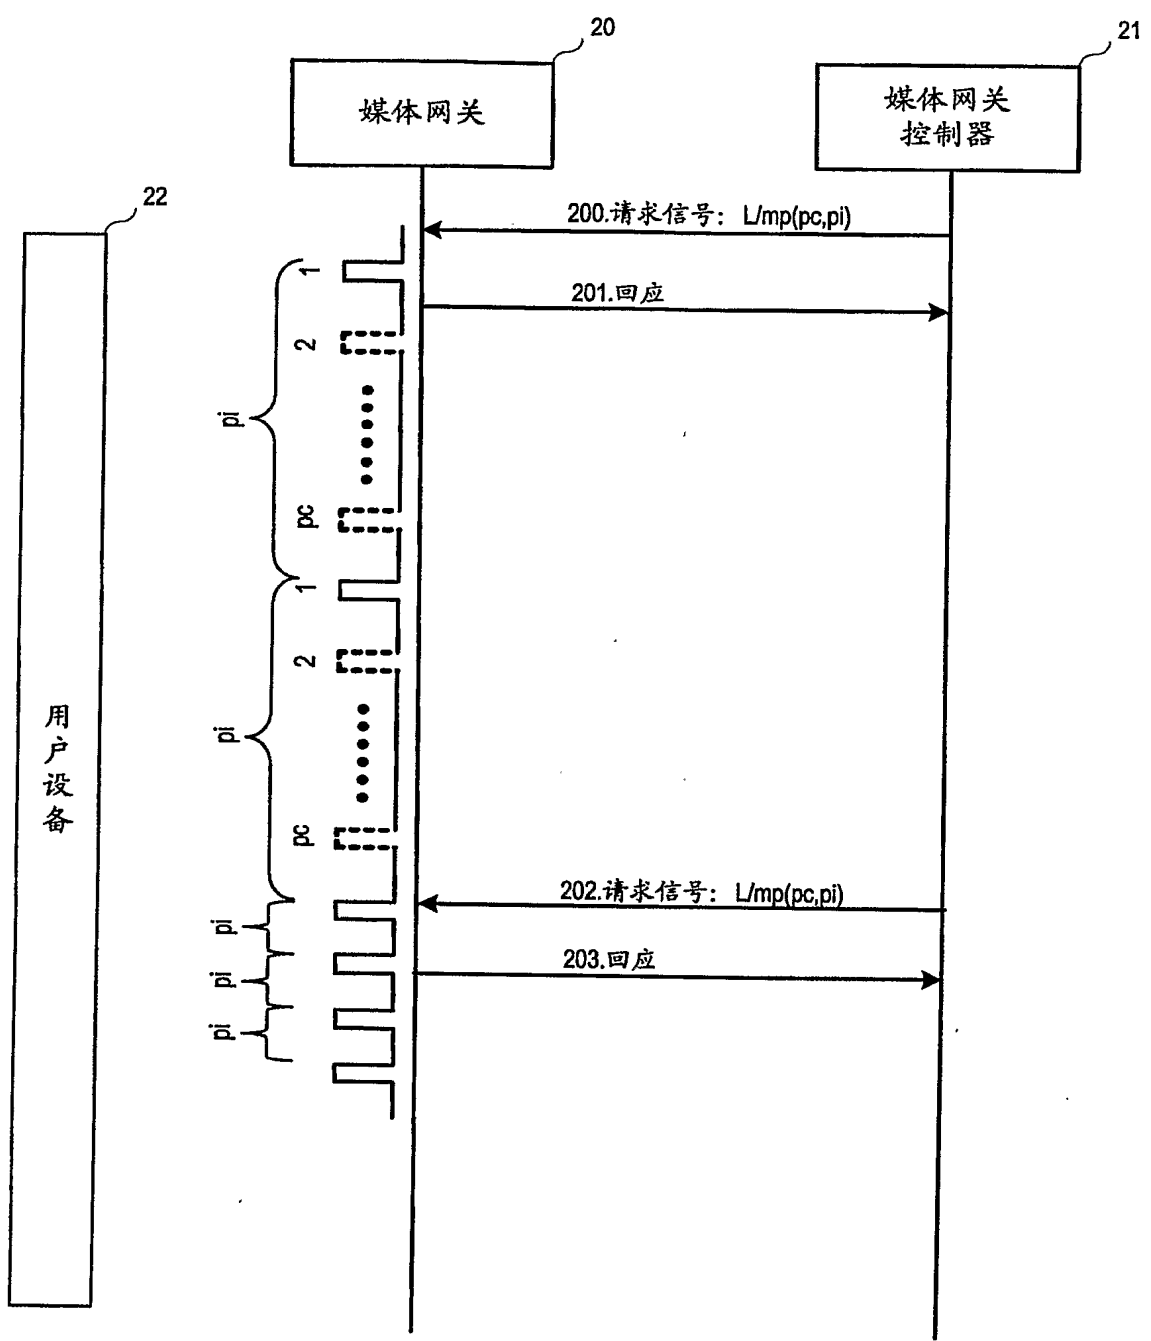 20
21
媒体网关
媒体网关
控制器
22
200.请求信号：L/mp(pc,pi)
1
201.回应
2
pi
pc
1
2
pi
用户设备
pc
202.请求信号：L/mp(pc,pi)
pi
203.回应
pi
pi